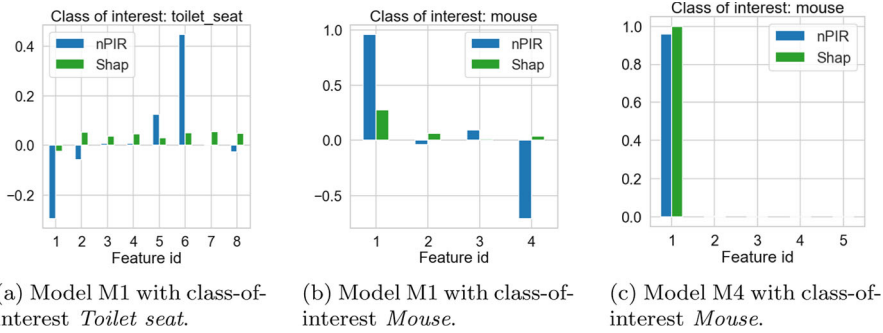 Class of interest: toilet_seat
nPIR
Shap
0.4
0.2
0.0
−0.2
1 2 3 4 5 6 7 8
Feature id
(a) Model M1 with class-of-
interest Toilet seat.
Class of interest: mouse
nPIR
Shap
1.0
0.5
0.0
−0.5
1 2 3 4
Feature id
(b) Model M1 with class-of-
interest Mouse.
Class of interest: mouse
nPIR
Shap
1.0
0.8
0.6
0.4
0.2
0.0
1 2 3 4 5
Feature id
(c) Model M4 with class-of-
interest Mouse.